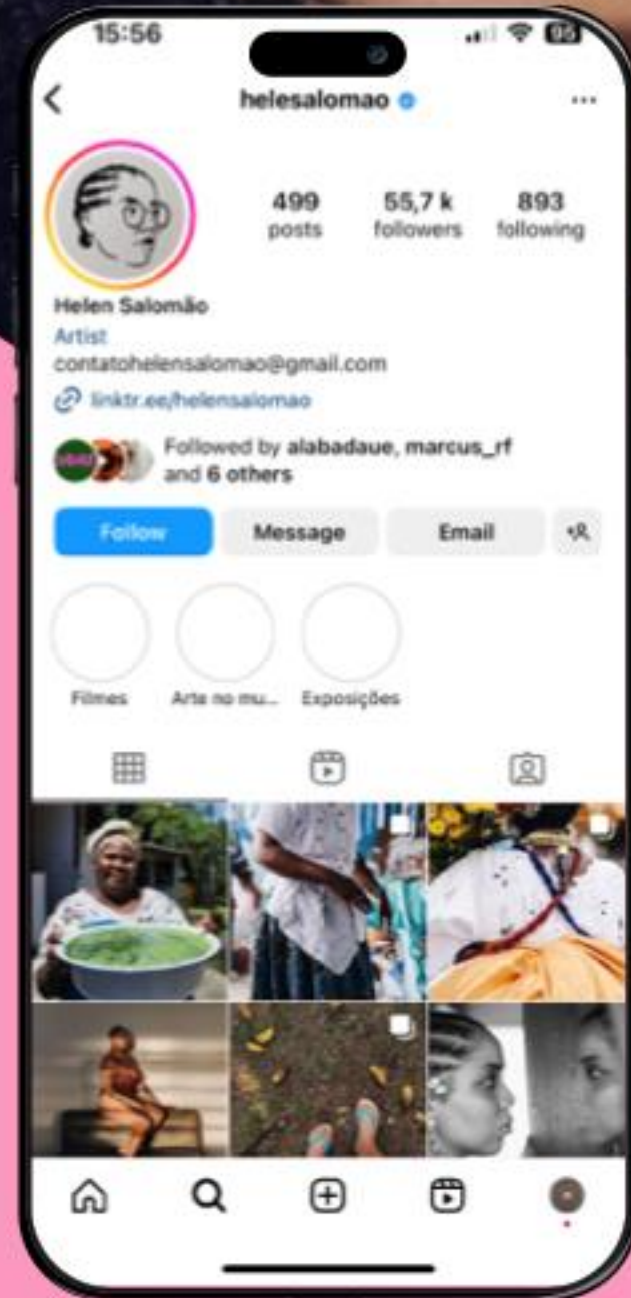 15:56
95
helesalomao
499 55,7 k 893
posts followers following
Helen Salomão
Artist
contatohelensalomao@gmail.com
linktr.ee/helensalomao
Followed by alabadaue, marcus_rf
and 6 others
Follow Message Email
Filmes Arte no mu... Exposições